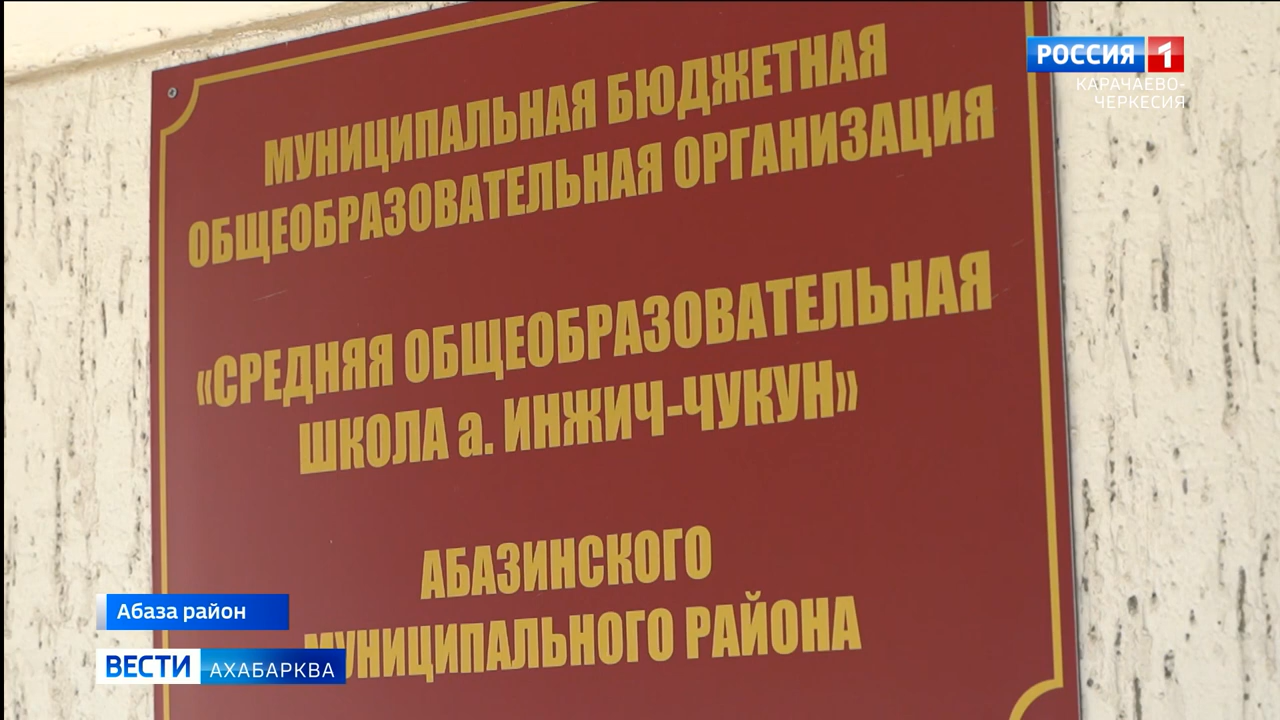 РОССИЯ 1
КАРАЧАЕВО-
ЧЕРКЕСИЯ
МУНИЦИПАЛЬНАЯ БЮДЖЕТНАЯ
ОБЩЕОБРАЗОВАТЕЛЬНАЯ ОРГАНИЗАЦИЯ
«СРЕДНЯЯ ОБЩЕОБРАЗОВАТЕЛЬНАЯ
ШКОЛА а. ИНЖИЧ-ЧУКУН»
АБАЗИНСКОГО
МУНИЦИПАЛЬНОГО РАЙОНА
Абаза район
ВЕСТИ АХАБАРКВА